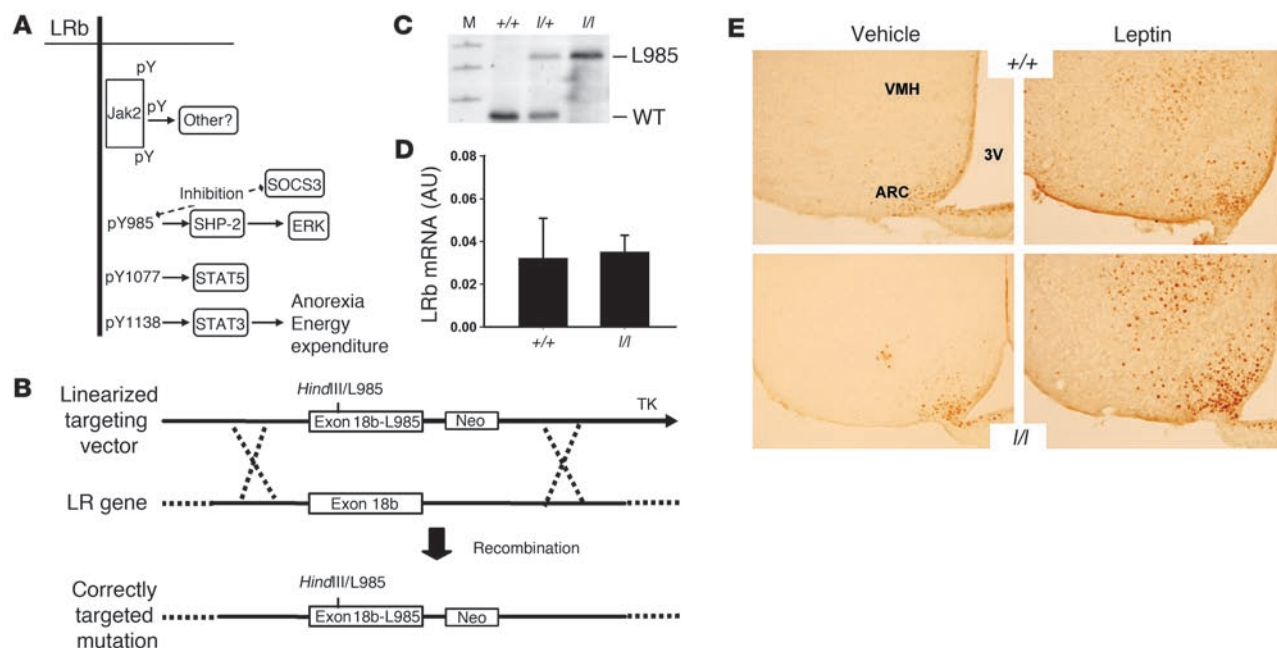 A
LRb
pY
Jak2
pY
Other?
pY
Inhibition
SOCS3
pY985
SHP-2
ERK
pY1077
STAT5
pY1138
STAT3
Anorexia
Energy
expenditure
B
Linearized
targeting
vector
HindIII/L985
TK
Exon 18b-L985
Neo
LR gene
Exon 18b
Recombination
Correctly
targeted
mutation
HindIII/L985
Exon 18b-L985
Neo
C
M +/+ l/+ l/l
L985
WT
D
LRb mRNA (AU)
0.08
0.06
0.04
0.02
0.00
+/+ l/l
E
Vehicle Leptin
+/+
VMH
3V
ARC
l/l